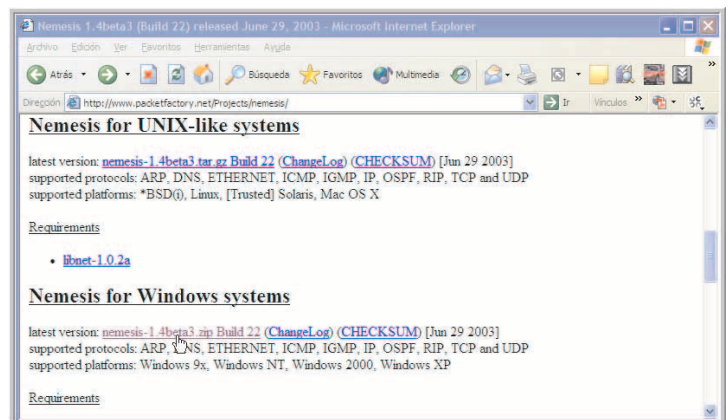 Nemesis 1.4beta3 (Build 22) released June 29, 2003 - Microsoft Internet Explorer
Archivo Edición Ver Favoritos Herramientas Ayuda
Atrás Búsqueda Favoritos Multimedia
Dirección http://www.packetfactory.net/Projects/nemesis/ Ir Vínculos »
Nemesis for UNIX-like systems
latest version: nemesis-1.4beta3.tar.gz Build 22 (ChangeLog) (CHECKSUM) [Jun 29 2003]
supported protocols: ARP, DNS, ETHERNET, ICMP, IGMP, IP, OSPF, RIP, TCP and UDP
supported platforms: *BSD(i), Linux, [Trusted] Solaris, Mac OS X
Requirements
• libnet-1.0.2a
Nemesis for Windows systems
latest version: nemesis-1.4beta3.zip Build 22 (ChangeLog) (CHECKSUM) [Jun 29 2003]
supported protocols: ARP, DNS, ETHERNET, ICMP, IGMP, IP, OSPF, RIP, TCP and UDP
supported platforms: Windows 9x, Windows NT, Windows 2000, Windows XP
Requirements